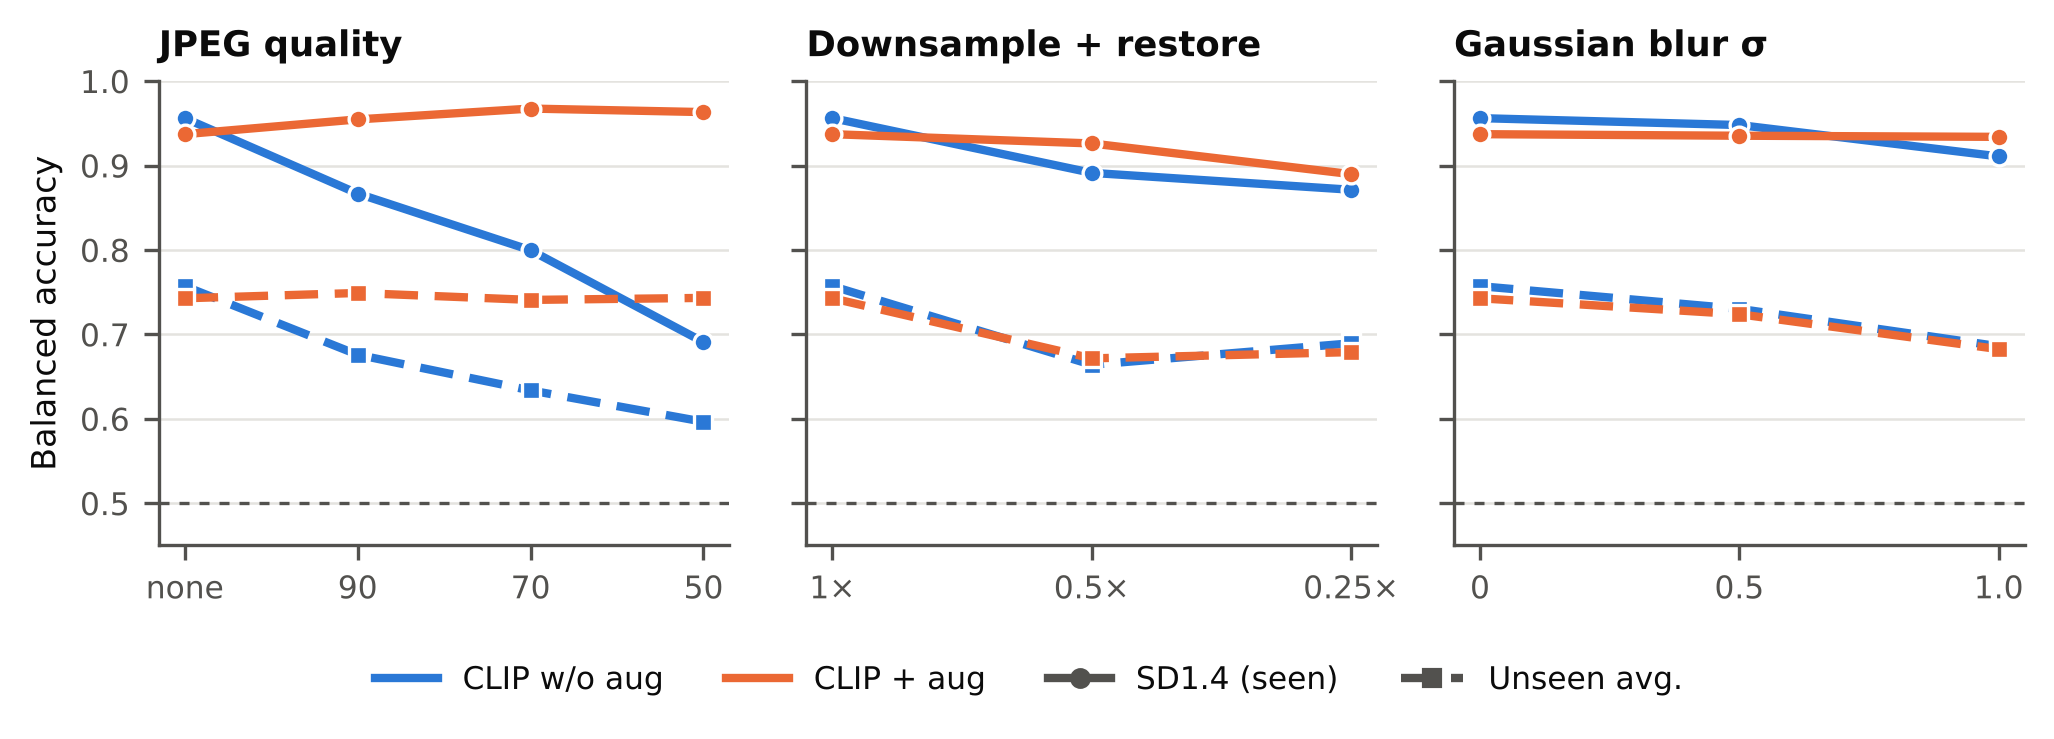 JPEG quality
Downsample + restore
Gaussian blur σ
Balanced accuracy
1.0
0.9
0.8
0.7
0.6
0.5
none 90 70 50
1× 0.5× 0.25×
0 0.5 1.0
CLIP w/o aug CLIP + aug SD1.4 (seen) Unseen avg.